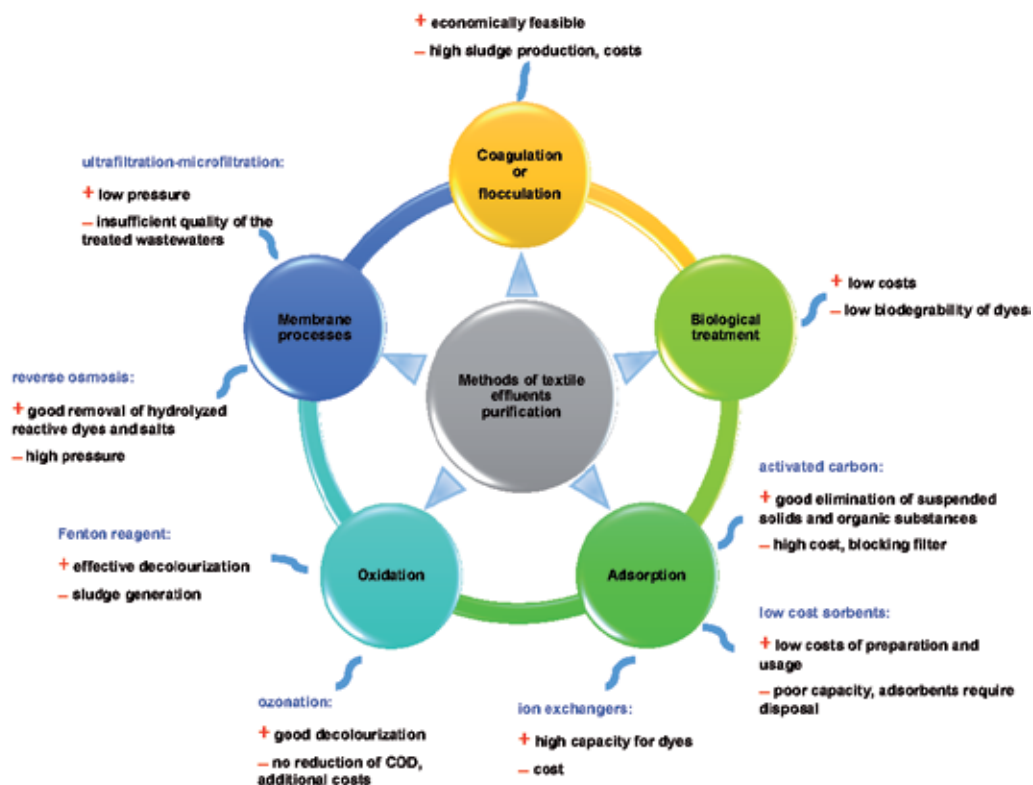 + economically feasible
− high sludge production, costs
Coagulation
or
flocculation
ultrafiltration-microfiltration:
+ low pressure
− insufficient quality of the
treated wastewaters
Membrane
processes
Biological
treatment
+ low costs
− low biodegrability of dyes
Methods of textile
effluents
purification
reverse osmosis:
+ good removal of hydrolyzed
reactive dyes and salts
− high pressure
activated carbon:
+ good elimination of suspended
solids and organic substances
− high cost, blocking filter
Fenton reagent:
+ effective decolourization
− sludge generation
Oxidation
Adsorption
low cost sorbents:
+ low costs of preparation and
usage
− poor capacity, adsorbents require
disposal
ozonation:
+ good decolourization
− no reduction of COD,
additional costs
ion exchangers:
+ high capacity for dyes
− cost